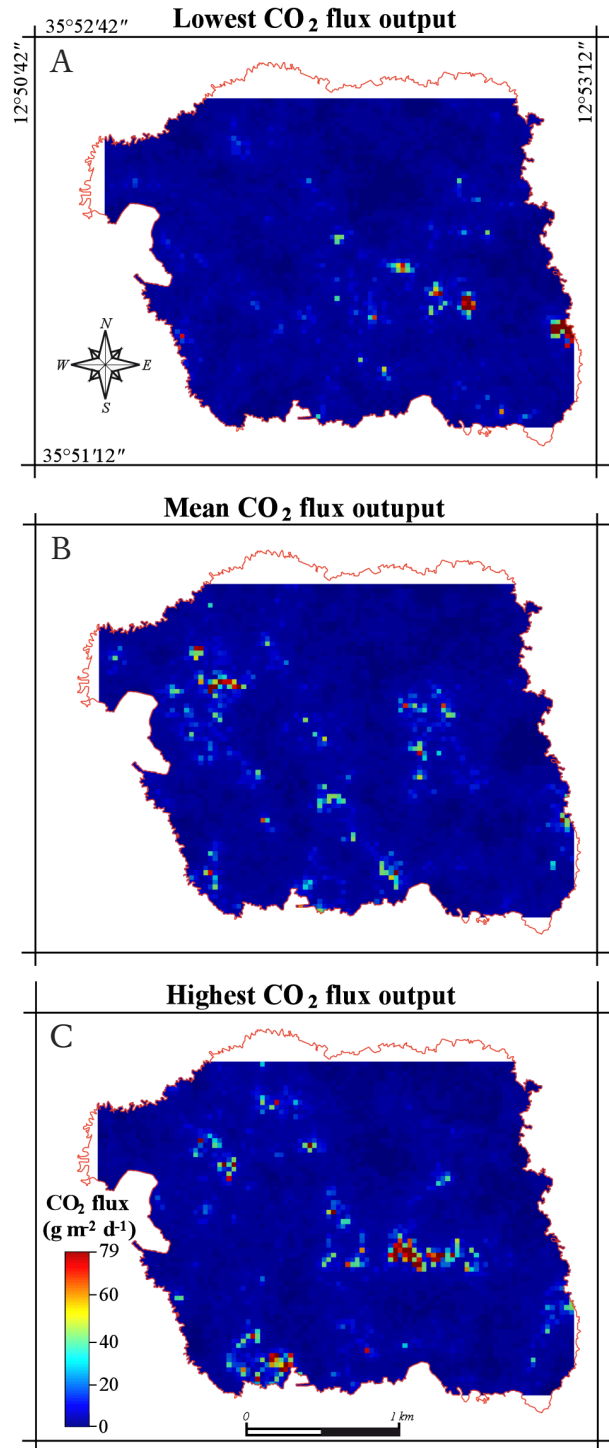 Lowest CO₂ flux output
35°52'42"
12°50'42"
12°53'12"
A
N
W E
S
35°51'12"
Mean CO₂ flux outuput
B
Highest CO₂ flux output
C
CO₂ flux
(g m⁻² d⁻¹)
79
60
40
20
0
0 1 km